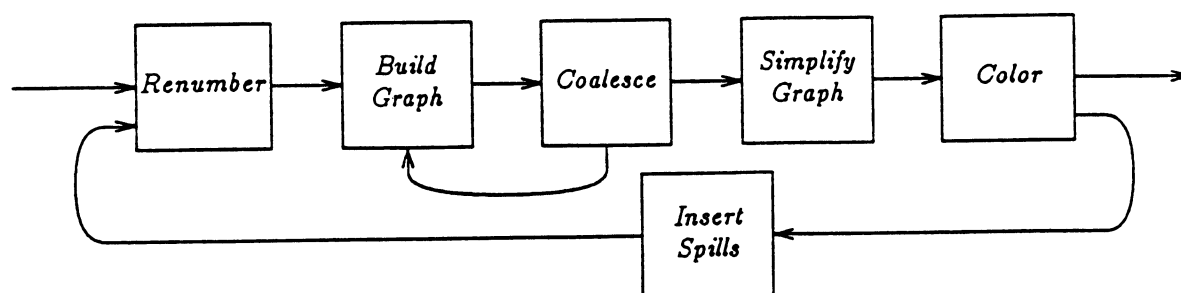 Renumber
Build
Graph
Coalesce
Simplify
Graph
Color
Insert
Spills